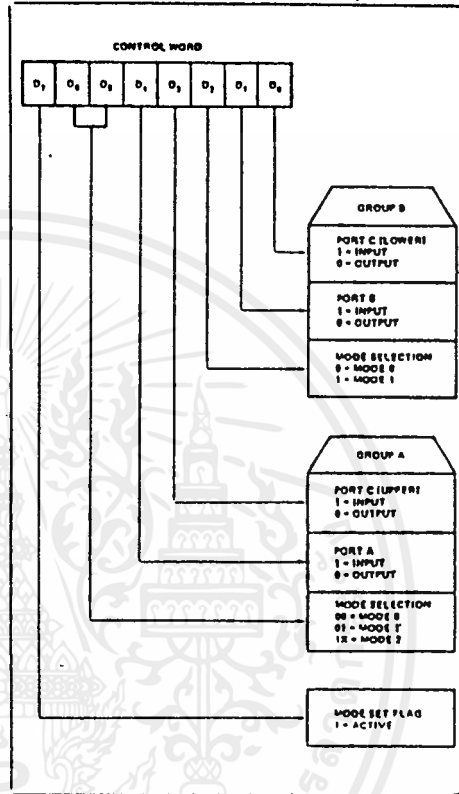 CONTROL WORD
D₇ D₆ D₅ D₄ D₃ D₂ D₁ D₀
GROUP B
PORT C (LOWER)
1 = INPUT
0 = OUTPUT
PORT B
1 = INPUT
0 = OUTPUT
MODE SELECTION
0 = MODE 0
1 = MODE 1
GROUP A
PORT C (UPPER)
1 = INPUT
0 = OUTPUT
PORT A
1 = INPUT
0 = OUTPUT
MODE SELECTION
00 = MODE 0
01 = MODE 1
1X = MODE 2
MODE SET FLAG
1 = ACTIVE